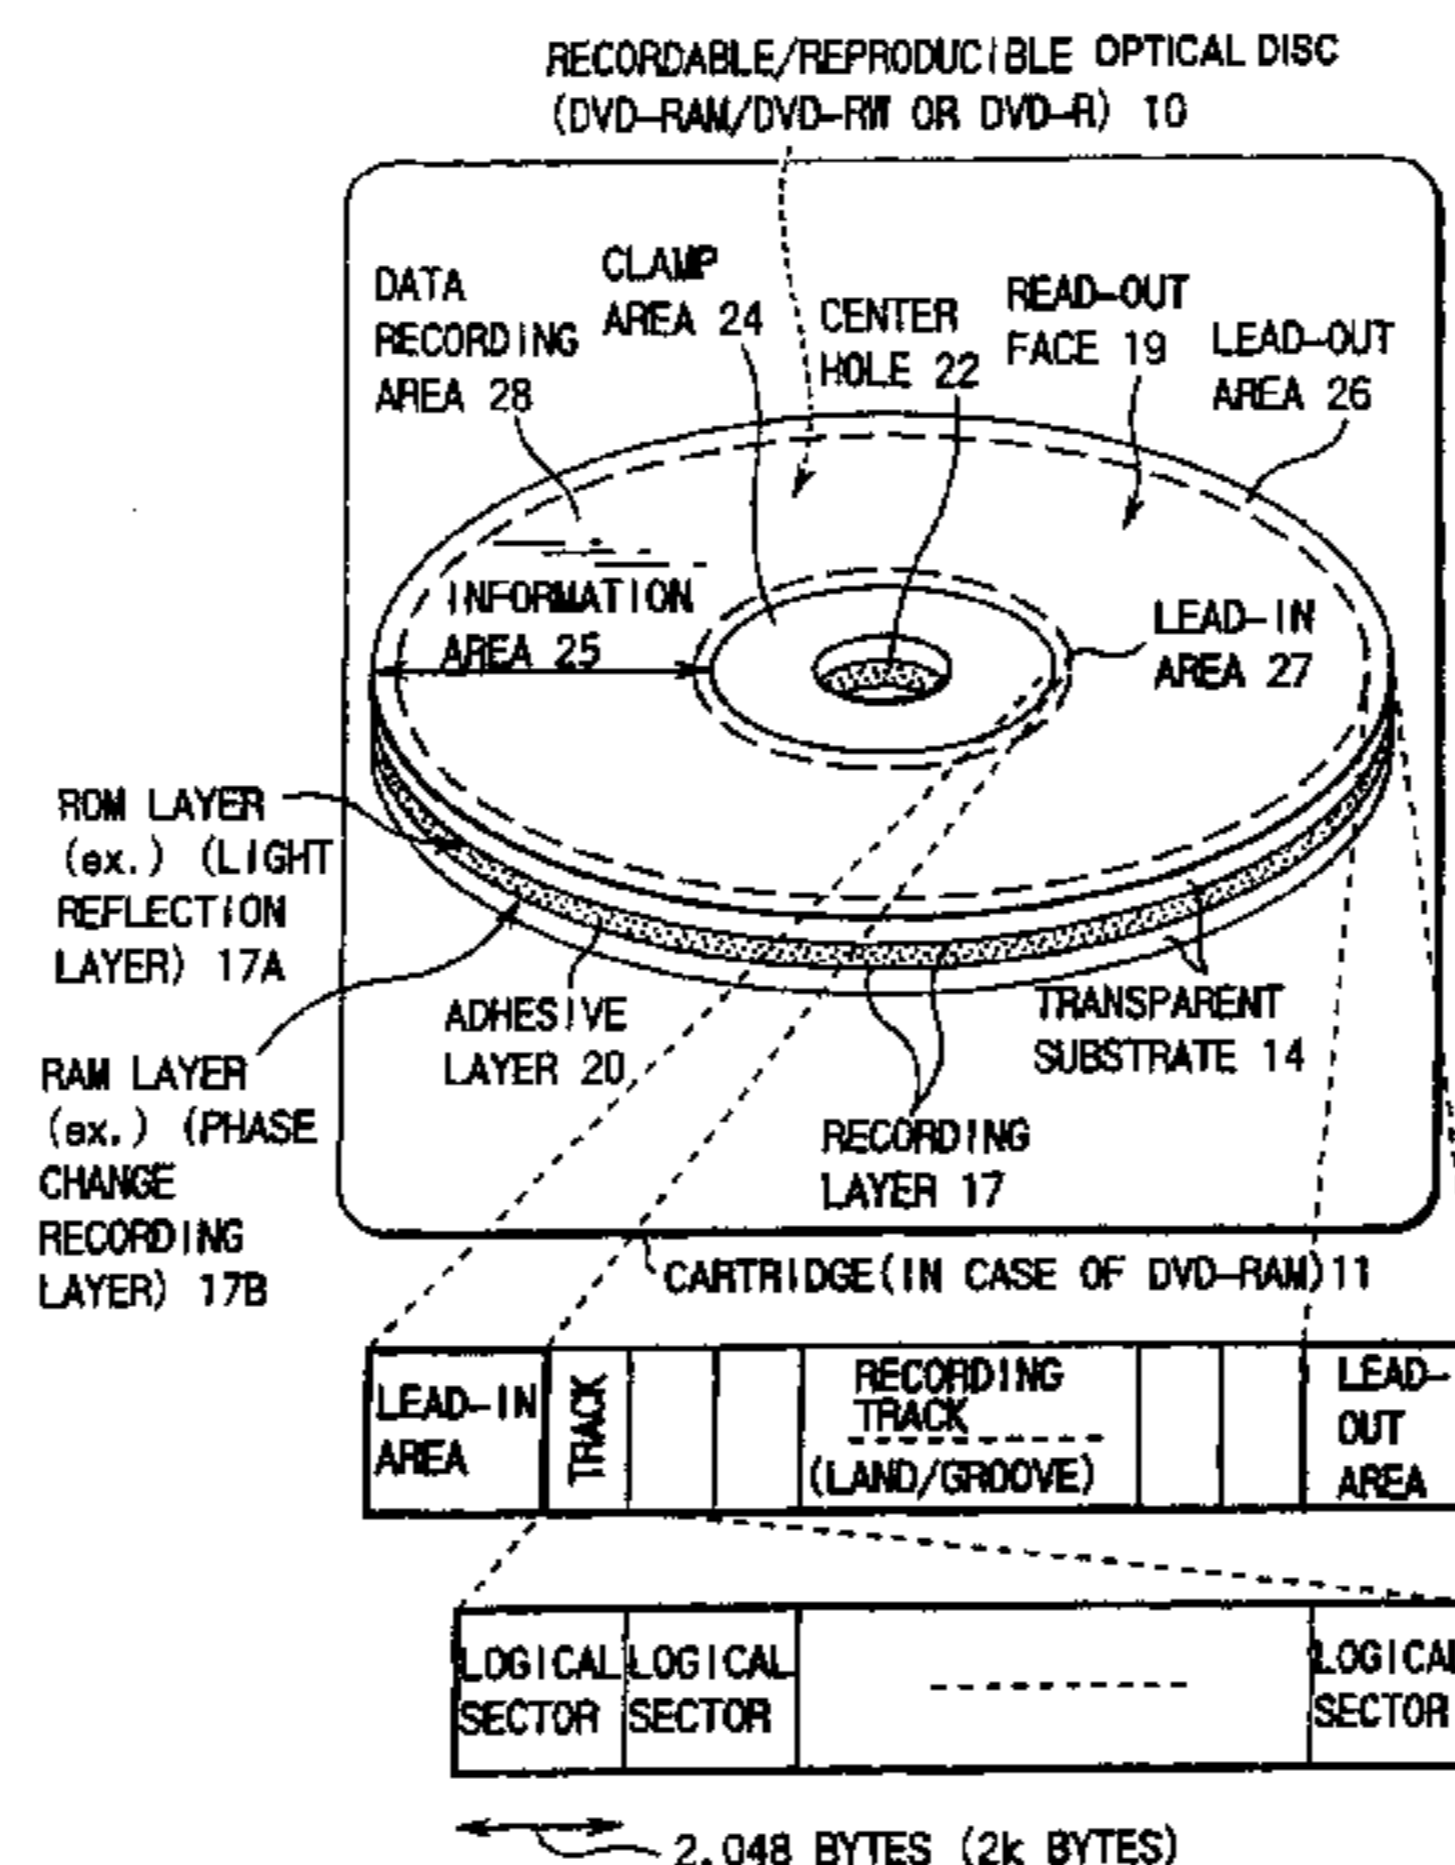 RECORDABLE/REPRODUCIBLE OPTICAL DISC
(DVD-RAM/DVD-RW OR DVD-R) 10
DATA
RECORDING
AREA 28
CLAMP
AREA 24
CENTER
HOLE 22
READ-OUT
FACE 19
LEAD-OUT
AREA 26
INFORMATION
AREA 25
LEAD-IN
AREA 27
ROM LAYER
(ex.) (LIGHT
REFLECTION
LAYER) 17A
ADHESIVE
LAYER 20
TRANSPARENT
SUBSTRATE 14
RAM LAYER
(ex.) (PHASE
CHANGE
RECORDING
LAYER) 17B
RECORDING
LAYER 17
CARTRIDGE(IN CASE OF DVD-RAM)11
LEAD-IN
AREA
TRACK
RECORDING
TRACK
(LAND/GROOVE)
LEAD-
OUT
AREA
LOGICAL
SECTOR
LOGICAL
SECTOR
LOGICAL
SECTOR
2,048 BYTES (2k BYTES)